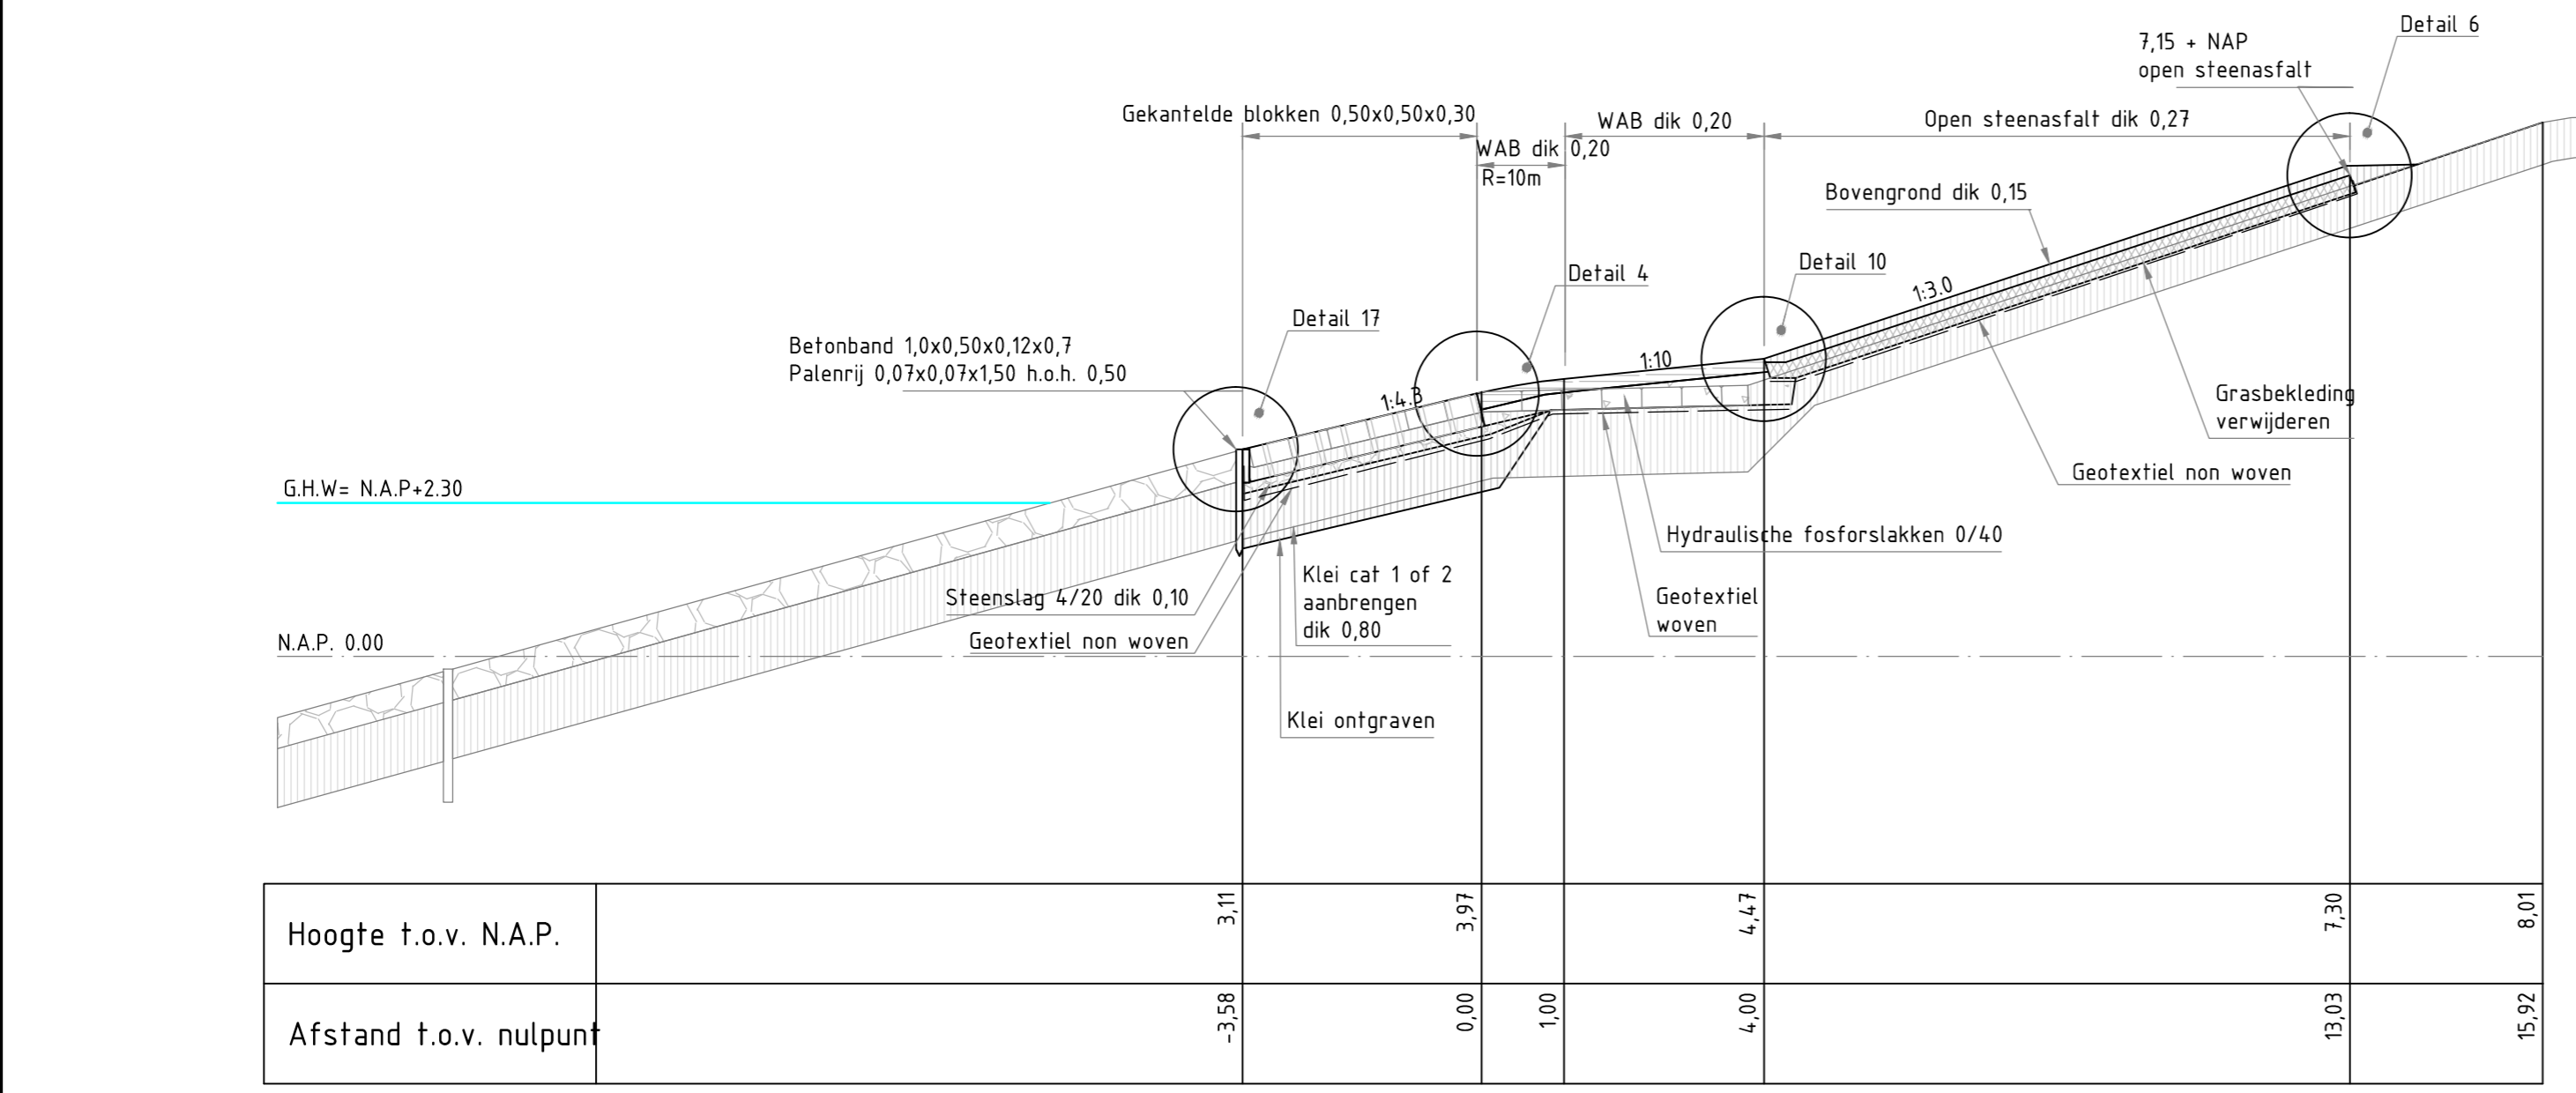 Detail 6
7,15 + NAP
open steenasfalt
Gekantelde blokken 0,50x0,50x0,30
WAB dik 0,20
Open steenasfalt dik 0,27
WAB dik 0,20
R=10m
Bovengrond dik 0,15
Detail 10
Detail 4
1:3.0
Detail 17
Betonband 1,0x0,50x0,12x0,7
Palenrij 0,07x0,07x1,50 h.o.h. 0,50
1:10
1:4.3
Grasbekleding
verwijderen
Geotextiel non woven
G.H.W= N.A.P+2.30
Hydraulische fosforslakken 0/40
Klei cat 1 of 2
aanbrengen
dik 0,80
Steenslag 4/20 dik 0,10
Geotextiel
woven
Geotextiel non woven
N.A.P. 0.00
Klei ontgraven
Hoogte t.o.v. N.A.P.
3,11
3,97
4,47
7,30
8,01
Afstand t.o.v. nulpunt
-3,58
0,00
1,00
4,00
13,03
15,92